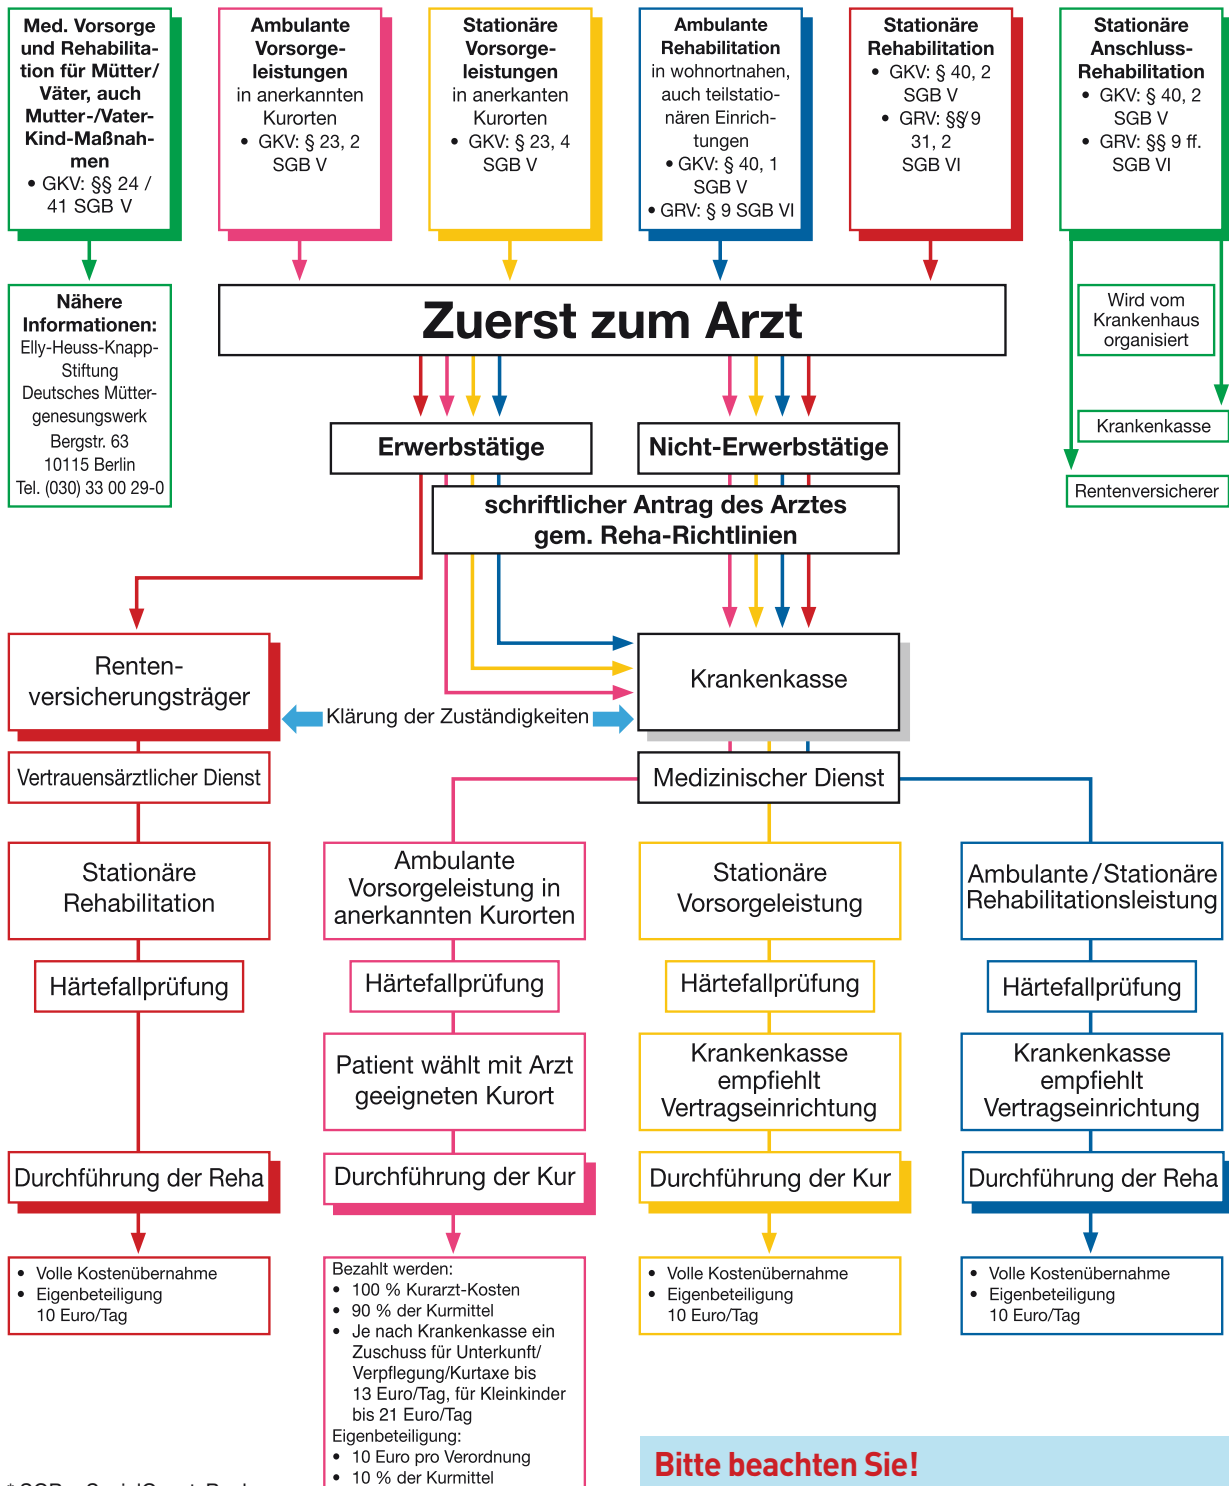 Med. Vorsorge
und Rehabilita-
tion für Mütter/
Väter, auch
Mutter-/Vater-
Kind-Maßnah-
men
• GKV: §§ 24 /
41 SGB V
Ambulante
Vorsorge-
leistungen
in anerkannten
Kurorten
• GKV: § 23, 2
SGB V
Stationäre
Vorsorge-
leistungen
in anerkanten
Kurorten
• GKV: § 23, 4
SGB V
Ambulante
Rehabilitation
in wohnortnahen,
auch teilstatio-
nären Einrich-
tungen
• GKV: § 40, 1
SGB V
• GRV: § 9 SGB VI
Stationäre
Rehabilitation
• GKV: § 40, 2
SGB V
• GRV: §§ 9
31, 2
SGB VI
Stationäre
Anschluss-
Rehabilitation
• GKV: § 40, 2
SGB V
• GRV: §§ 9 ff.
SGB VI
Nähere
Informationen:
Elly-Heuss-Knapp-
Stiftung
Deutsches Mütter-
genesungswerk
Bergstr. 63
10115 Berlin
Tel. (030) 33 00 29-0
Zuerst zum Arzt
Wird vom
Krankenhaus
organisiert
Krankenkasse
Rentenversicherer
Erwerbstätige
Nicht-Erwerbstätige
schriftlicher Antrag des Arztes
gem. Reha-Richtlinien
Renten-
versicherungsträger
Klärung der Zuständigkeiten
Krankenkasse
Vertrauensärztlicher Dienst
Medizinischer Dienst
Stationäre
Rehabilitation
Ambulante
Vorsorgeleistung in
anerkannten Kurorten
Stationäre
Vorsorgeleistung
Ambulante/Stationäre
Rehabilitationsleistung
Härtefallprüfung
Härtefallprüfung
Härtefallprüfung
Härtefallprüfung
Patient wählt mit Arzt
geeigneten Kurort
Krankenkasse
empfiehlt
Vertragseinrichtung
Krankenkasse
empfiehlt
Vertragseinrichtung
Durchführung der Reha
Durchführung der Kur
Durchführung der Kur
Durchführung der Reha
• Volle Kostenübernahme
• Eigenbeteiligung
10 Euro/Tag
Bezahlt werden:
• 100 % Kurarzt-Kosten
• 90 % der Kurmittel
• Je nach Krankenkasse ein
Zuschuss für Unterkunft/
Verpflegung/Kurtaxe bis
13 Euro/Tag, für Kleinkinder
bis 21 Euro/Tag
Eigenbeteiligung:
• 10 Euro pro Verordnung
• 10 % der Kurmittel
• Volle Kostenübernahme
• Eigenbeteiligung
10 Euro/Tag
• Volle Kostenübernahme
• Eigenbeteiligung
10 Euro/Tag
Bitte beachten Sie!